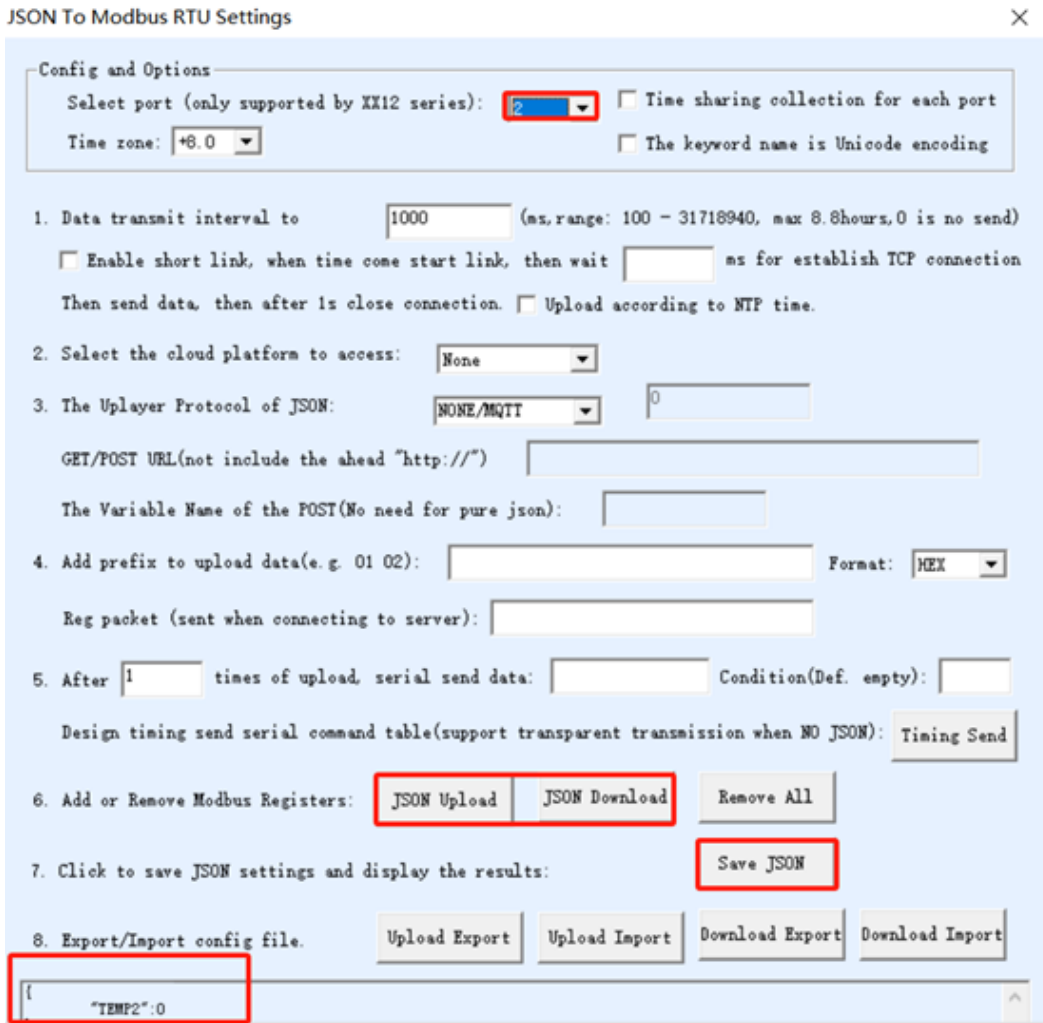 JSON To Modbus RTU Settings
Config and Options
Select port (only supported by XX12 series): 2 Time sharing collection for each port
Time zone: +8.0 The keyword name is Unicode encoding
1. Data transmit interval to 1000 (ms,range: 100 - 31718940, max 8.8hours,0 is no send)
Enable short link, when time come start link, then wait ms for establish TCP connection
Then send data, then after 1s close connection. Upload according to NTP time.
2. Select the cloud platform to access: None
3. The Uplayer Protocol of JSON: NONE/MQTT 0
GET/POST URL(not include the ahead "http://")
The Variable Name of the POST(No need for pure json):
4. Add prefix to upload data(e.g. 01 02): Format: HEX
Reg packet (sent when connecting to server):
5. After 1 times of upload, serial send data: Condition(Def. empty):
Design timing send serial command table(support transparent transmission when NO JSON): Timing Send
6. Add or Remove Modbus Registers: JSON Upload JSON Download Remove All
7. Click to save JSON settings and display the results: Save JSON
8. Export/Import config file. Upload Export Upload Import Download Export Download Import
{
"TEMP2":0